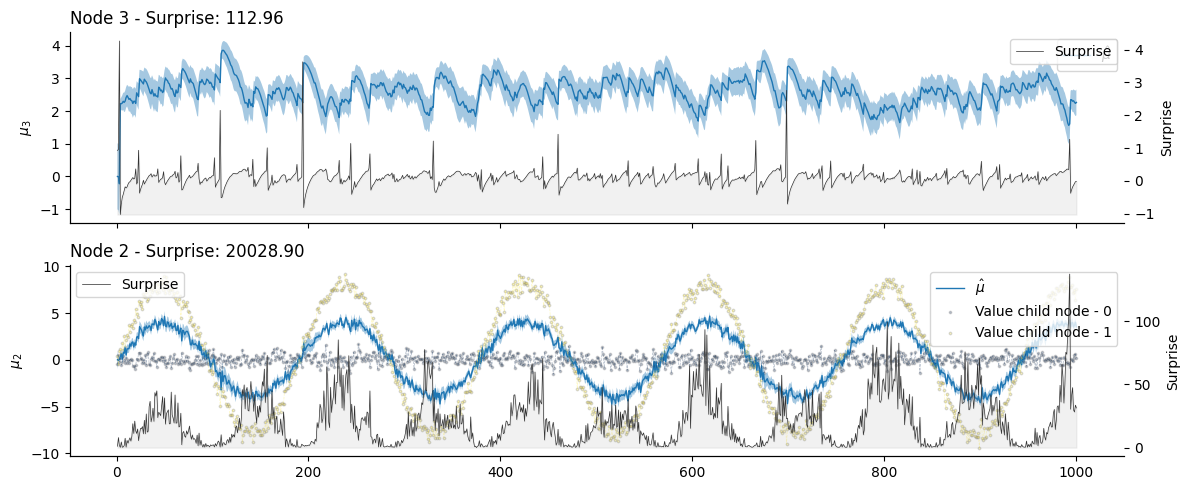 Node 3 - Surprise: 112.96
4
3
2
1
0
−1
μ3
Surprise
4
3
2
1
0
−1
Surprise
Node 2 - Surprise: 20028.90
10
5
0
−5
−10
μ2
Surprise
μ̂
Value child node - 0
Value child node - 1
100
50
0
Surprise
0
200
400
600
800
1000